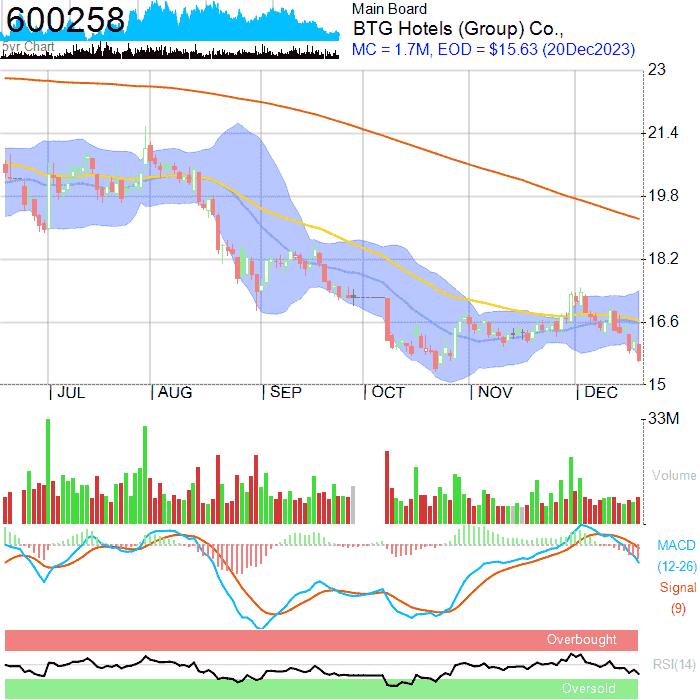 600258
Main Board
BTG Hotels (Group) Co.,
5yr Chart
MC = 1.7M, EOD = $15.63 (20Dec2023)
23
21.4
19.8
18.2
16.6
15
JUL
AUG
SEP
OCT
NOV
DEC
33M
Volume
MACD
(12-26)
Signal
(9)
Overbought
RSI(14)
Oversold